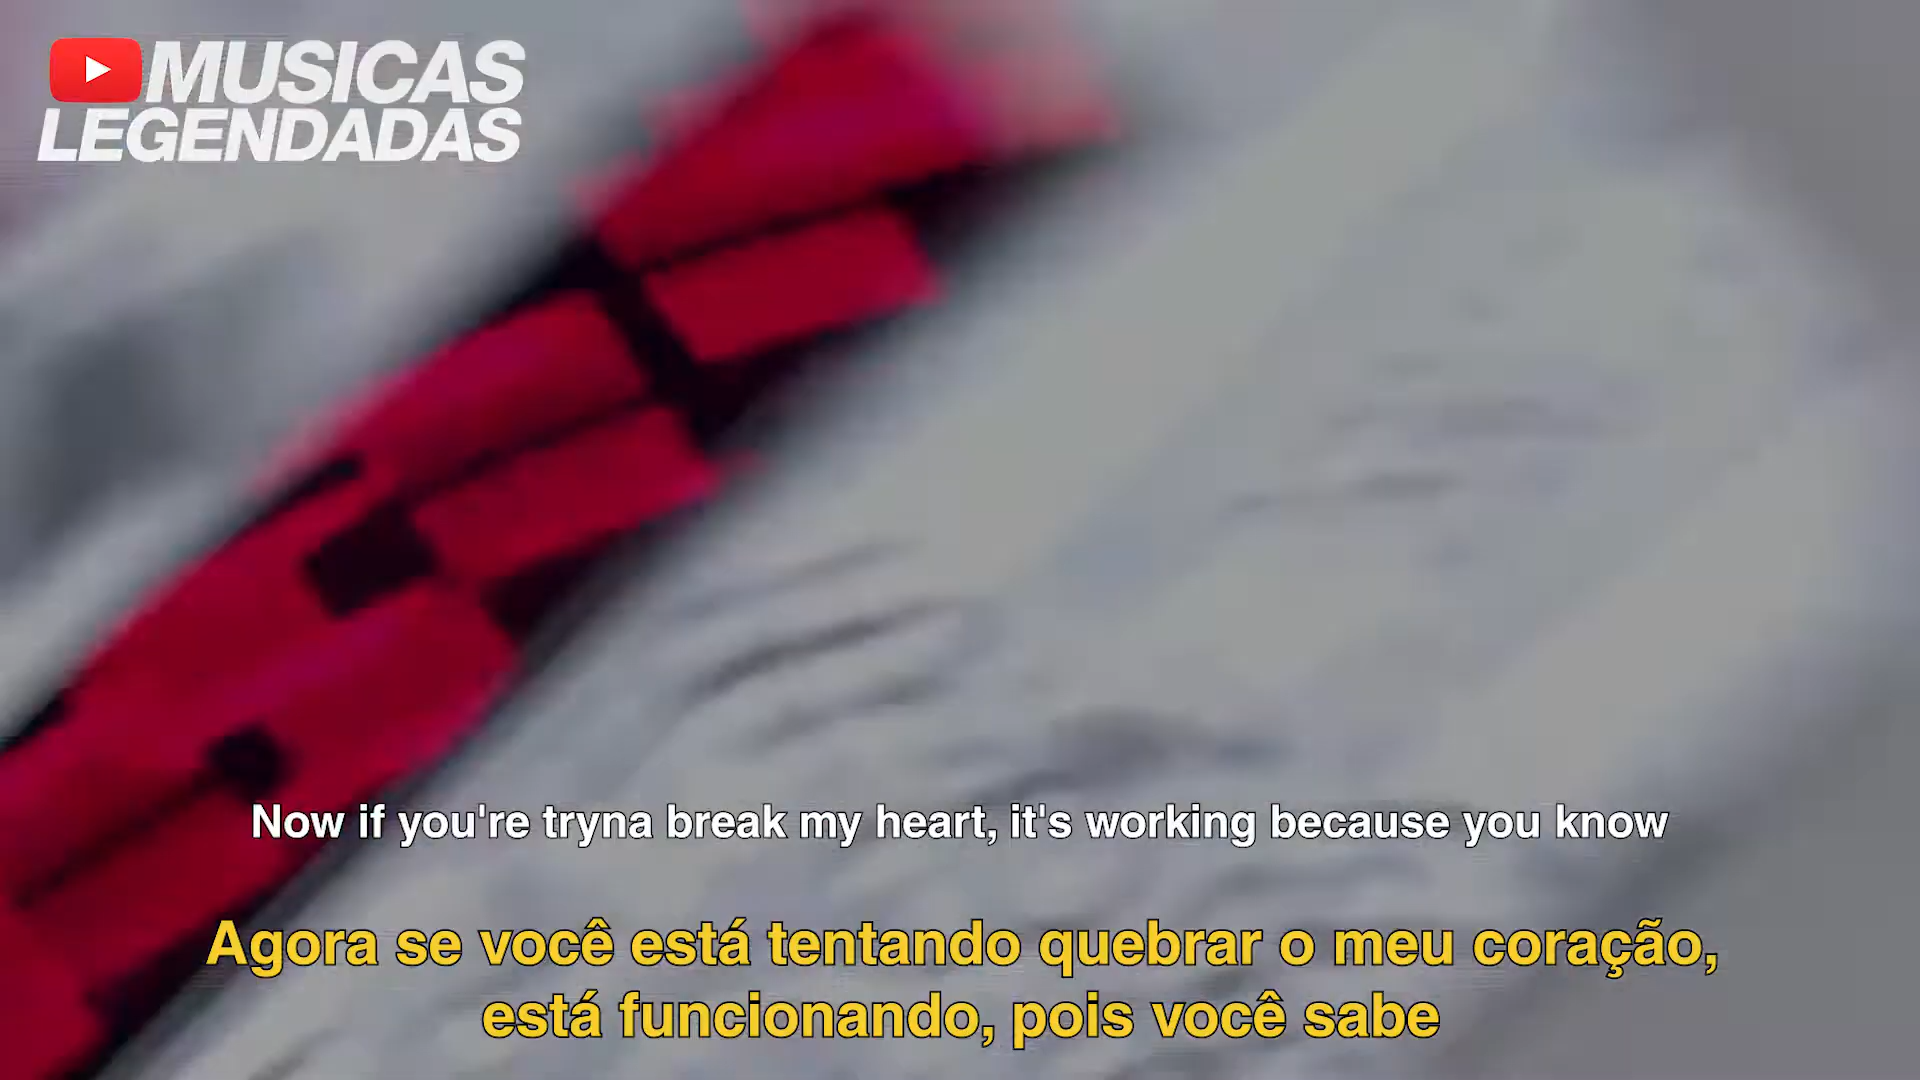 MUSICAS
LEGENDADAS
Now if you're tryna break my heart, it's working because you know
Agora se você está tentando quebrar o meu coração,
está funcionando, pois você sabe